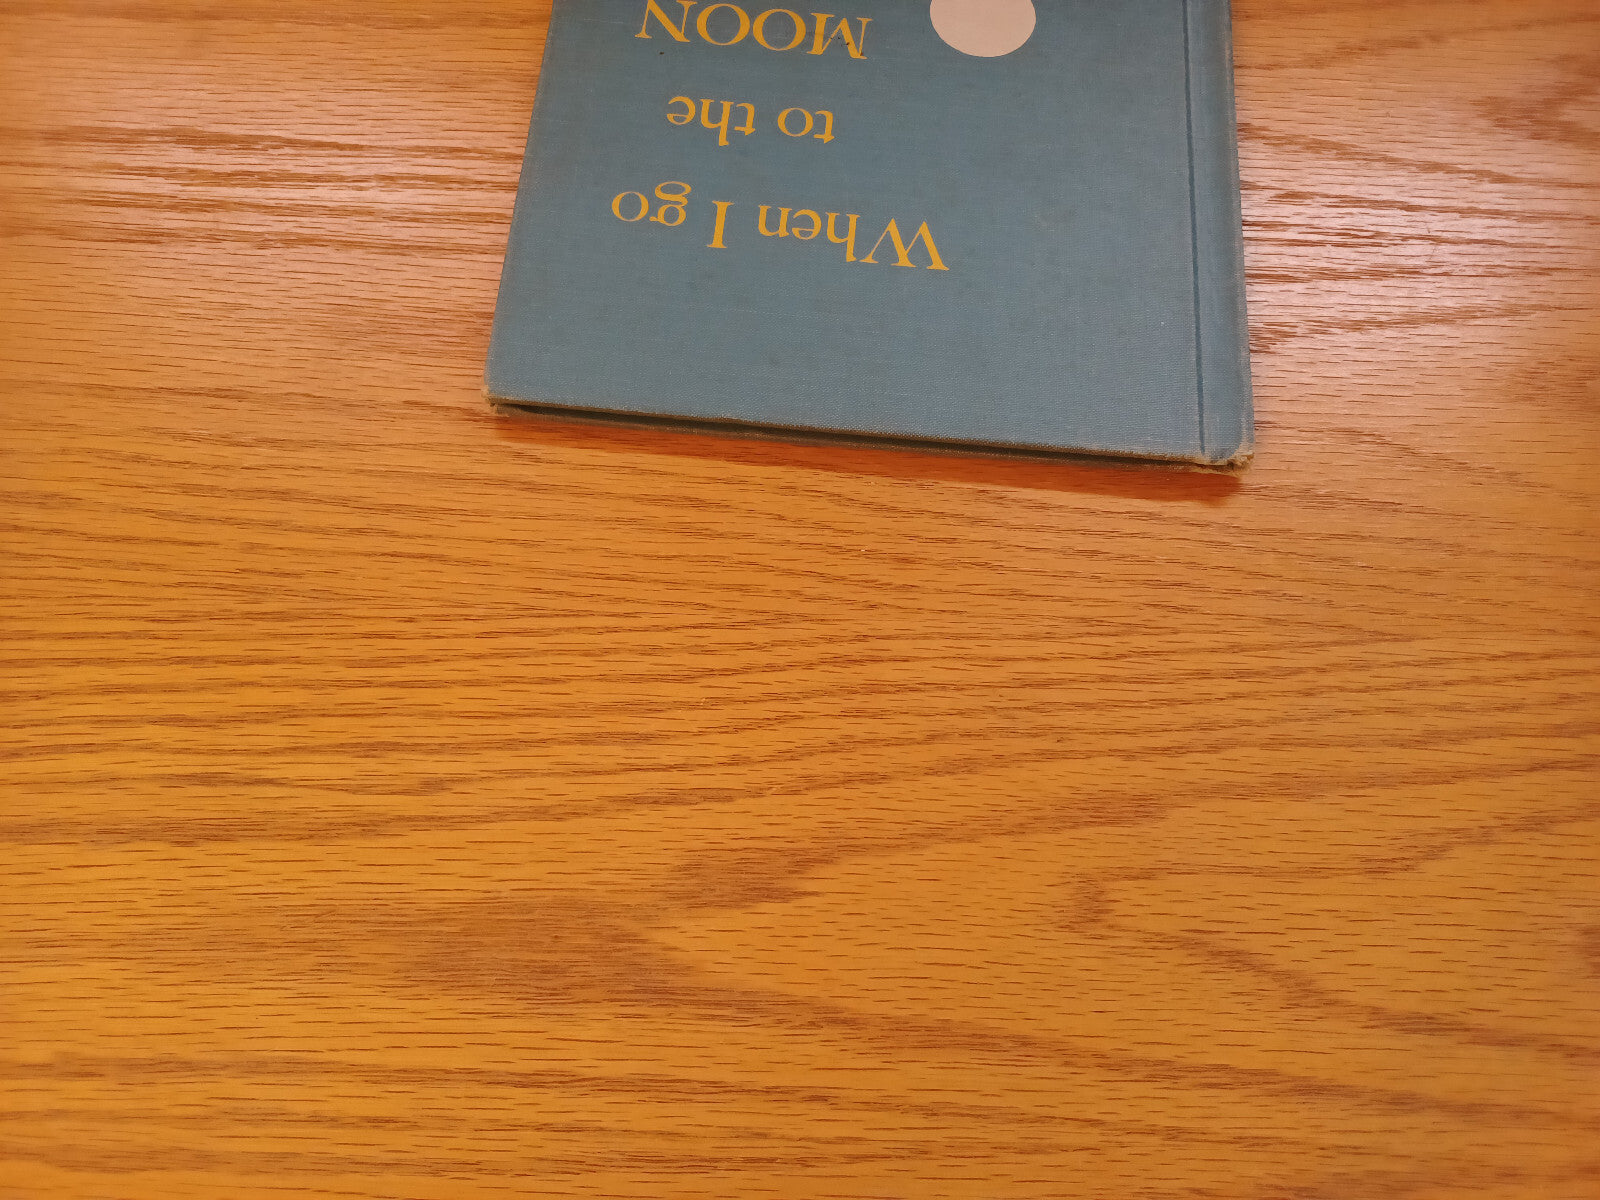 When I go
to the
MOON